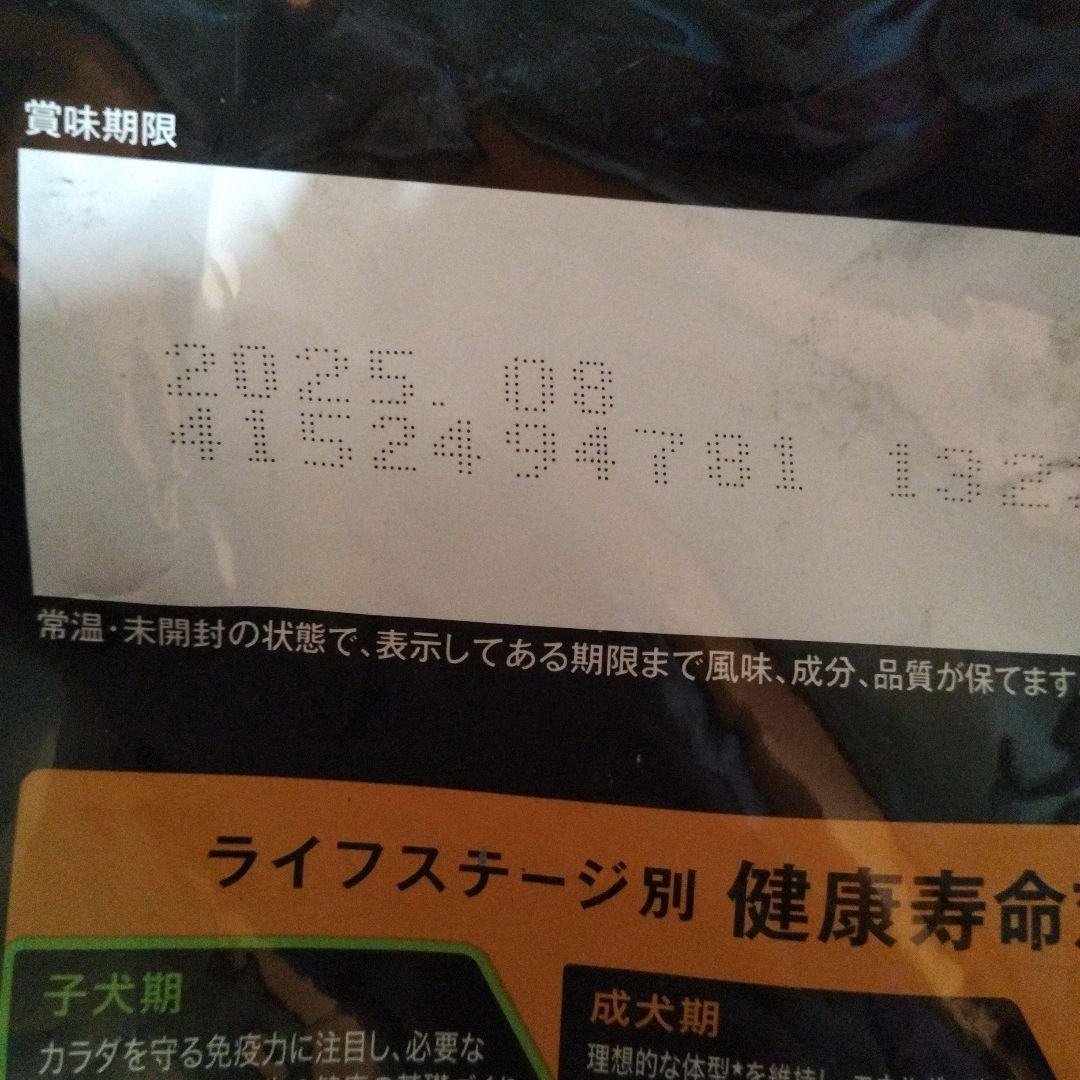 賞味期限
2025. 08
4152494781 132
常温・未開封の状態で、表示してある期限まで風味、成分、品質が保てます
ライフステージ別 健康寿命
子犬期
カラダを守る免疫力に注目し、必要な
成犬期
理想的な体型*を維持し、